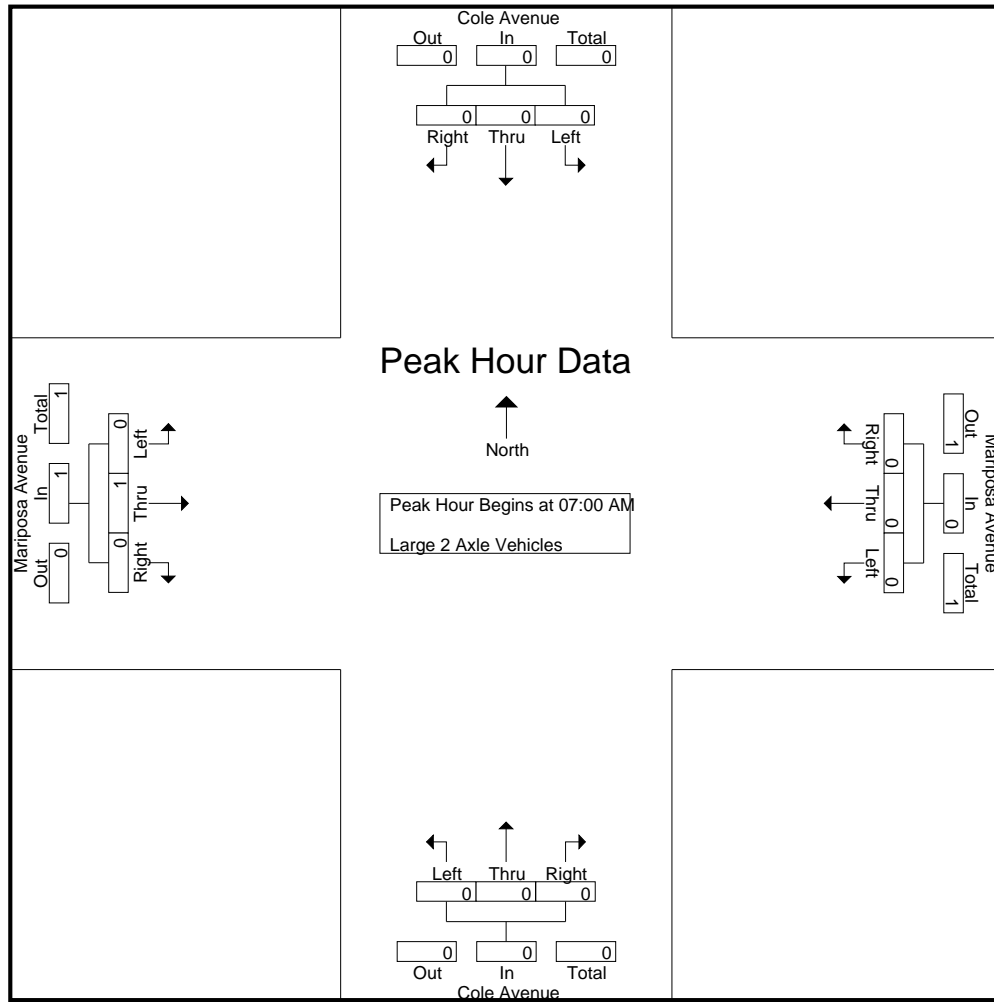 Cole Avenue
Out In Total
0 0 0
0 0 0
Right Thru Left
Peak Hour Data
North
Peak Hour Begins at 07:00 AM
Large 2 Axle Vehicles
Mariposa Avenue
Total In Out
1 1 0
0 1 0
Left Thru Right
Right Thru Left
0 0 0
1 0 1
Out In Total
Mariposa Avenue
Left Thru Right
0 0 0
0 0 0
Out In Total
Cole Avenue